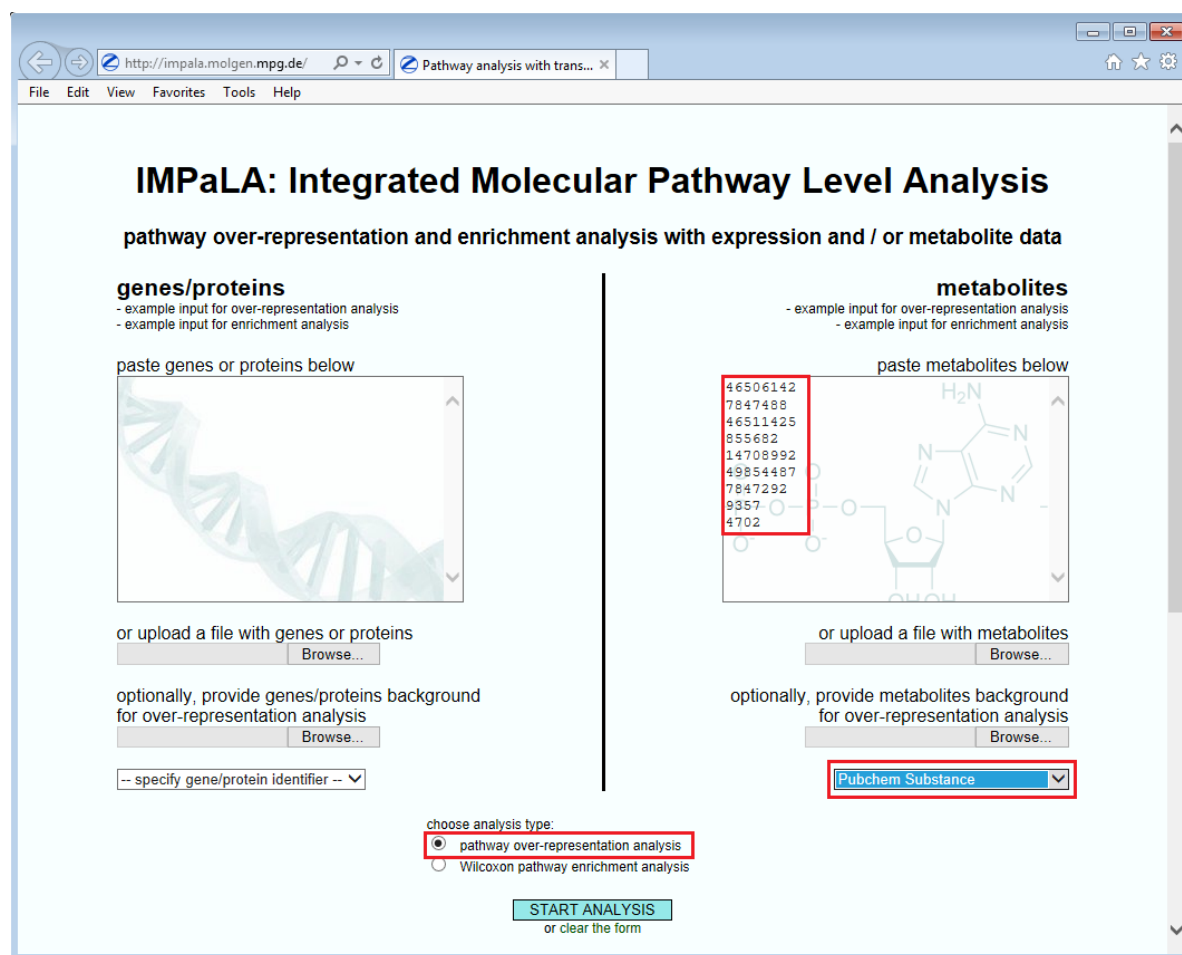 http://impala.molgen.mpg.de/
Pathway analysis with trans...
File Edit View Favorites Tools Help
IMPaLA: Integrated Molecular Pathway Level Analysis
pathway over-representation and enrichment analysis with expression and / or metabolite data
genes/proteins
- example input for over-representation analysis
- example input for enrichment analysis
paste genes or proteins below
or upload a file with genes or proteins
Browse...
optionally, provide genes/proteins background
for over-representation analysis
Browse...
-- specify gene/protein identifier --
metabolites
- example input for over-representation analysis
- example input for enrichment analysis
paste metabolites below
46506142
7847488
46511425
855682
14708992
49854487
7847292
9357
4702
H2N
N
N
N
N
O
O
P
O
O-
O-
O
OH OH
or upload a file with metabolites
Browse...
optionally, provide metabolites background
for over-representation analysis
Browse...
Pubchem Substance
choose analysis type:
pathway over-representation analysis
Wilcoxon pathway enrichment analysis
START ANALYSIS
or clear the form